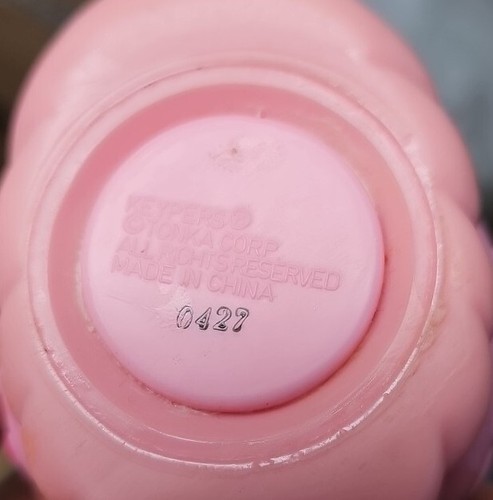 KEYPERS®
© TONKA CORP
ALL RIGHTS RESERVED
MADE IN CHINA
0427